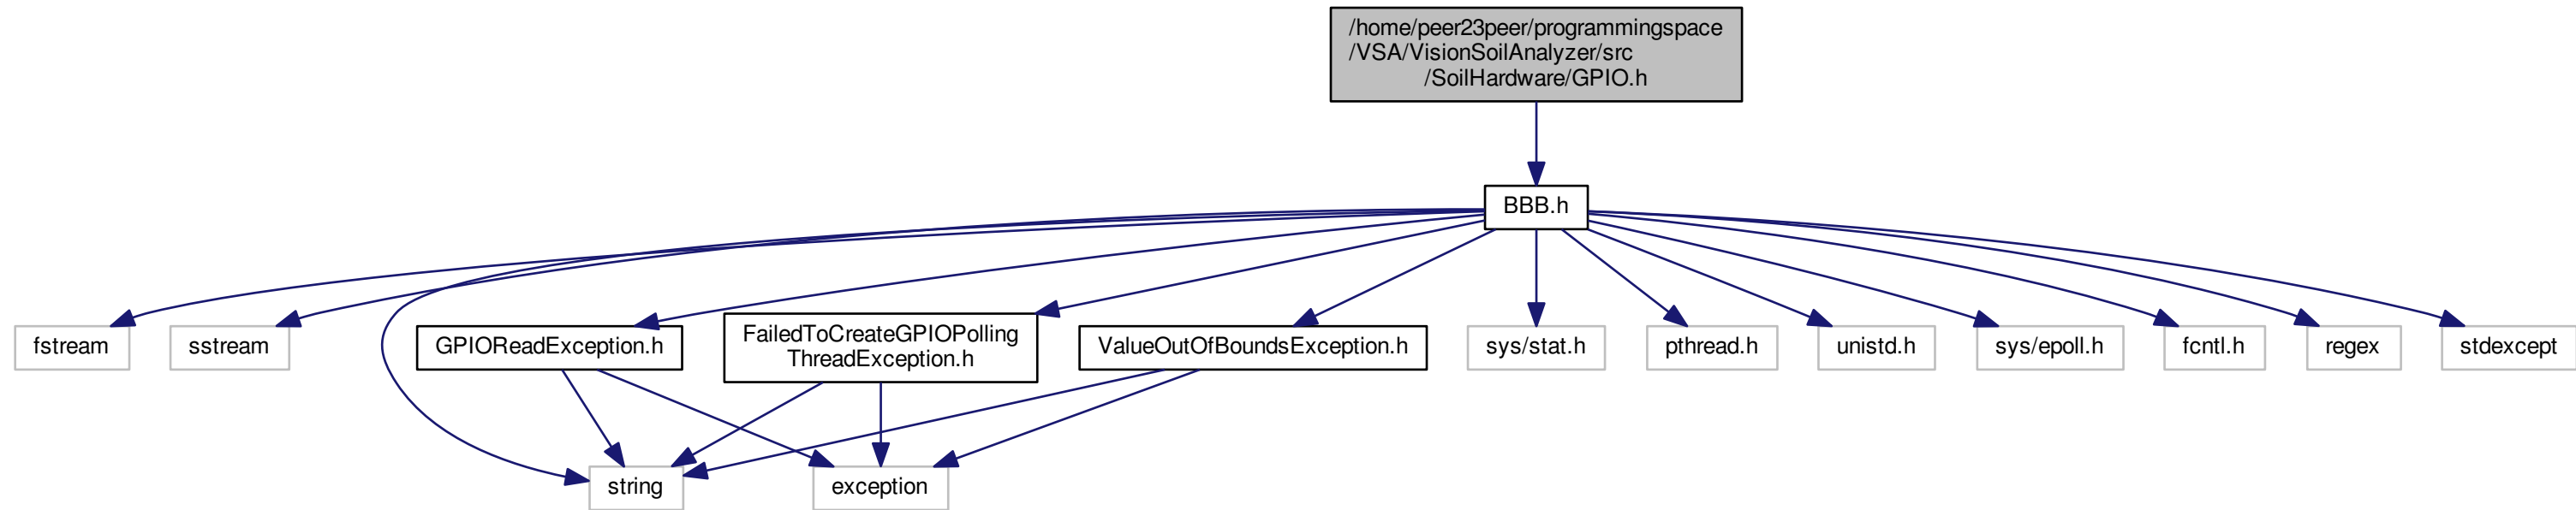 /home/peer23peer/programmingspace
/VSA/VisionSoilAnalyzer/src
/SoilHardware/GPIO.h
BBB.h
fstream
sstream
GPIOReadException.h
FailedToCreateGPIOPolling
ThreadException.h
ValueOutOfBoundsException.h
sys/stat.h
pthread.h
unistd.h
sys/epoll.h
fcntl.h
regex
stdexcept
string
exception